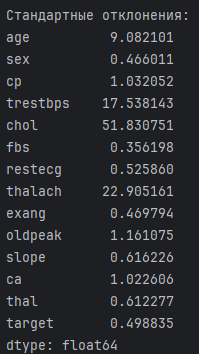 Стандартные отклонения:
age 9.082101
sex 0.466011
cp 1.032052
trestbps 17.538143
chol 51.830751
fbs 0.356198
restecg 0.525860
thalach 22.905161
exang 0.469794
oldpeak 1.161075
slope 0.616226
ca 1.022606
thal 0.612277
target 0.498835
dtype: float64